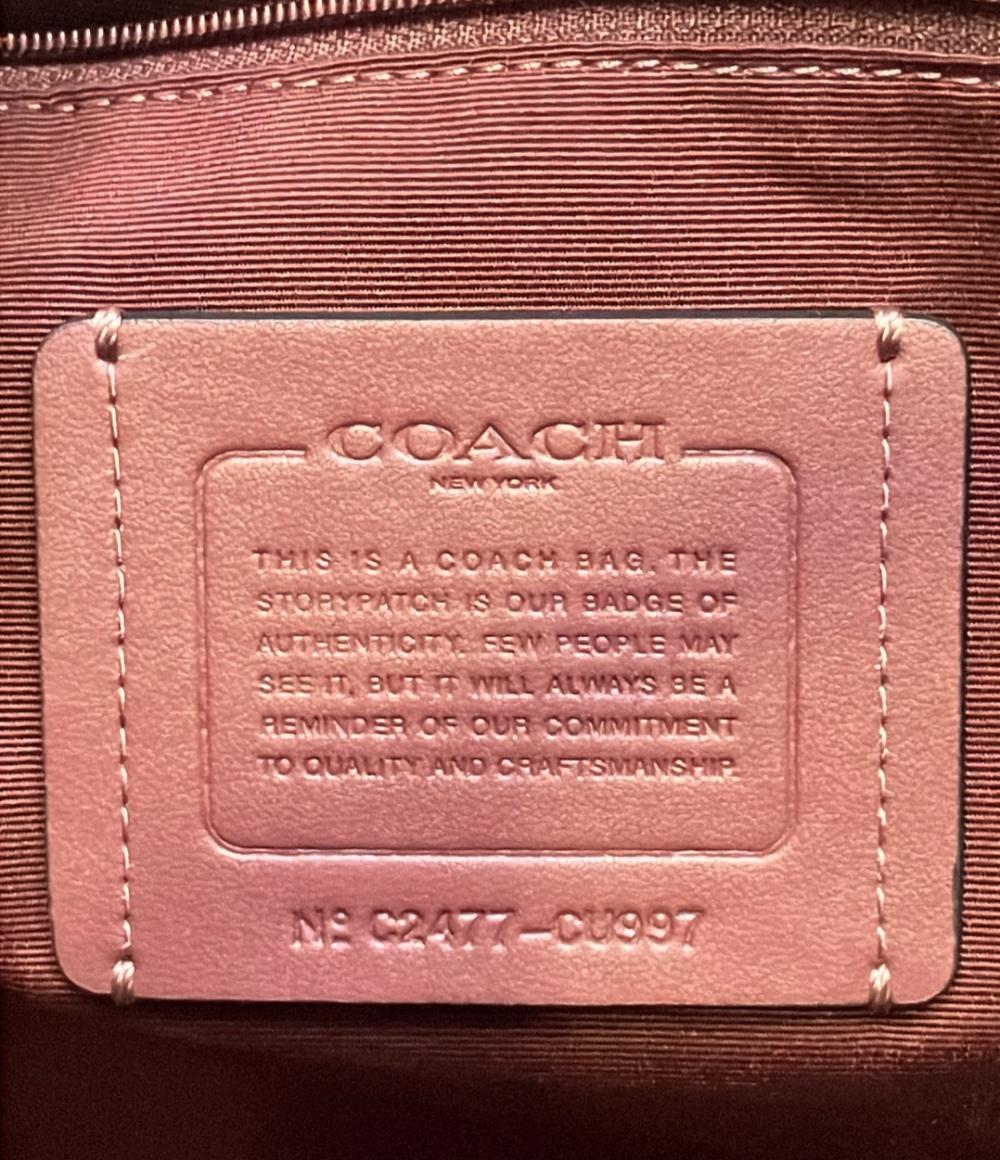 COACH
NEW YORK
THIS IS A COACH BAG. THE
STORYPATCH IS OUR BADGE OF
AUTHENTICITY. FEW PEOPLE MAY
SEE IT, BUT IT WILL ALWAYS BE A
REMINDER OF OUR COMMITMENT
TO QUALITY AND CRAFTSMANSHIP.
Nº C2477-CU997